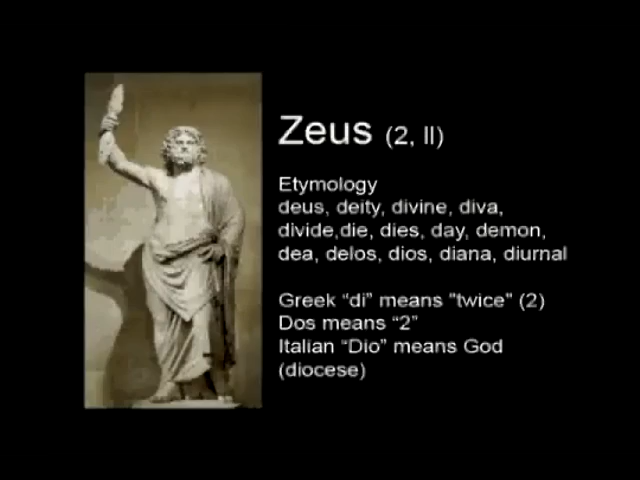 Zeus (2, II)
Etymology
deus, deity, divine, diva,
divide,die, dies, day, demon,
dea, delos, dios, diana, diurnal
Greek “di” means "twice" (2)
Dos means “2”
Italian “Dio” means God
(diocese)